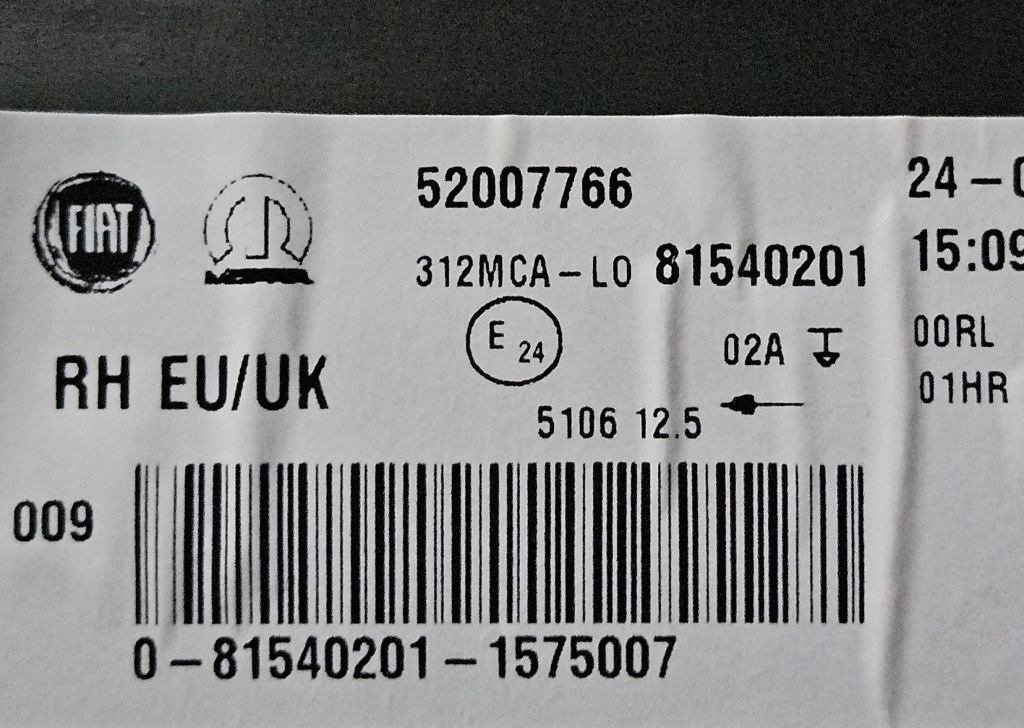 FIAT
52007766
24-
312MCA-LO 81540201
15:09
E 24
02A
00RL
RH EU/UK
01HR
5106 12.5
009
0-81540201-1575007